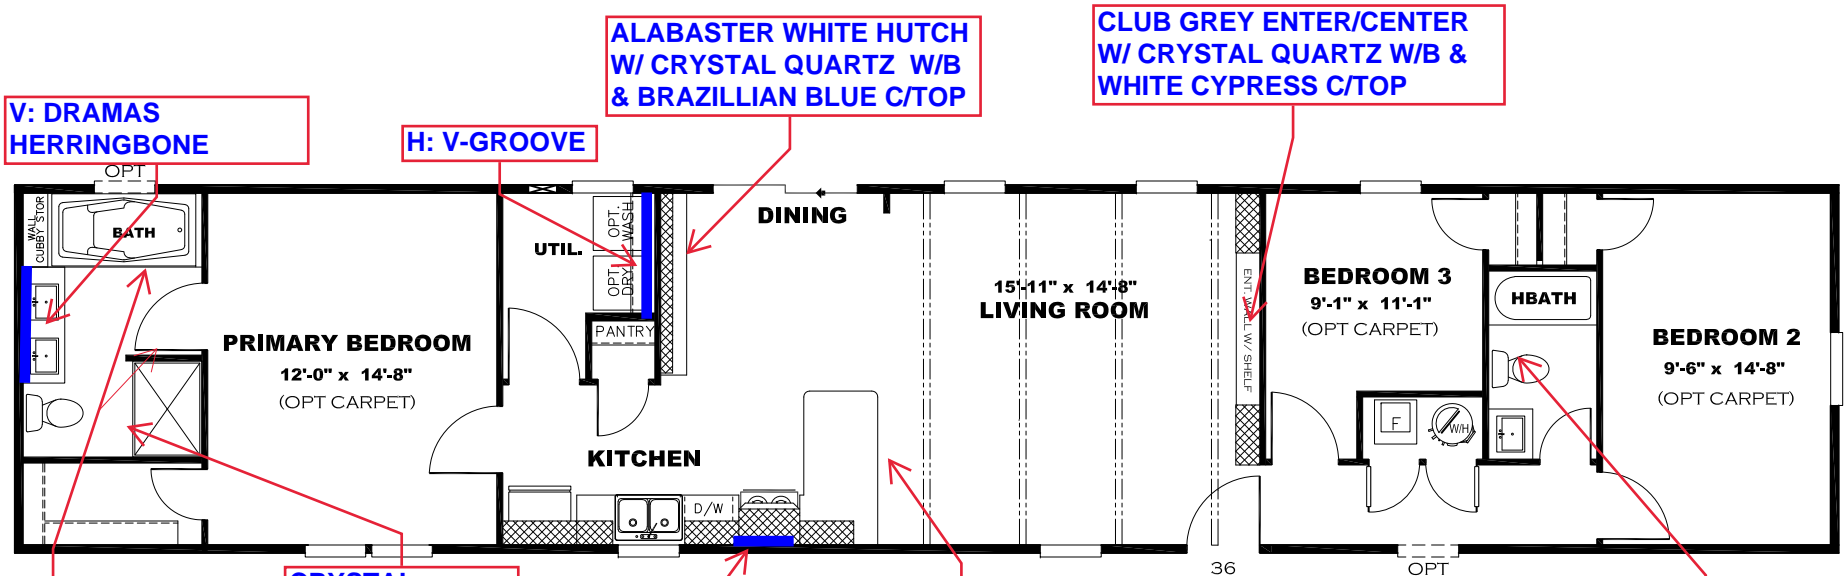 ALABASTER WHITE HUTCH
W/ CRYSTAL QUARTZ W/B
& BRAZILLIAN BLUE C/TOP
CLUB GREY ENTER/CENTER
W/ CRYSTAL QUARTZ W/B &
WHITE CYPRESS C/TOP
V: DRAMAS
HERRINGBONE
H: V-GROOVE
OPT
WALL
CUBBY STOR
BATH
UTIL.
OPT.
WASH
OPT.
DRY
PANTRY
DINING
15'-11" x 14'-8"
LIVING ROOM
ENT. WALL W/ SHELF
BEDROOM 3
9'-1" x 11'-1"
(OPT CARPET)
HBATH
BEDROOM 2
9'-6" x 14'-8"
(OPT CARPET)
PRIMARY BEDROOM
12'-0" x 14'-8"
(OPT CARPET)
F
W/H
KITCHEN
D/W
36
OPT
CRYSTAL